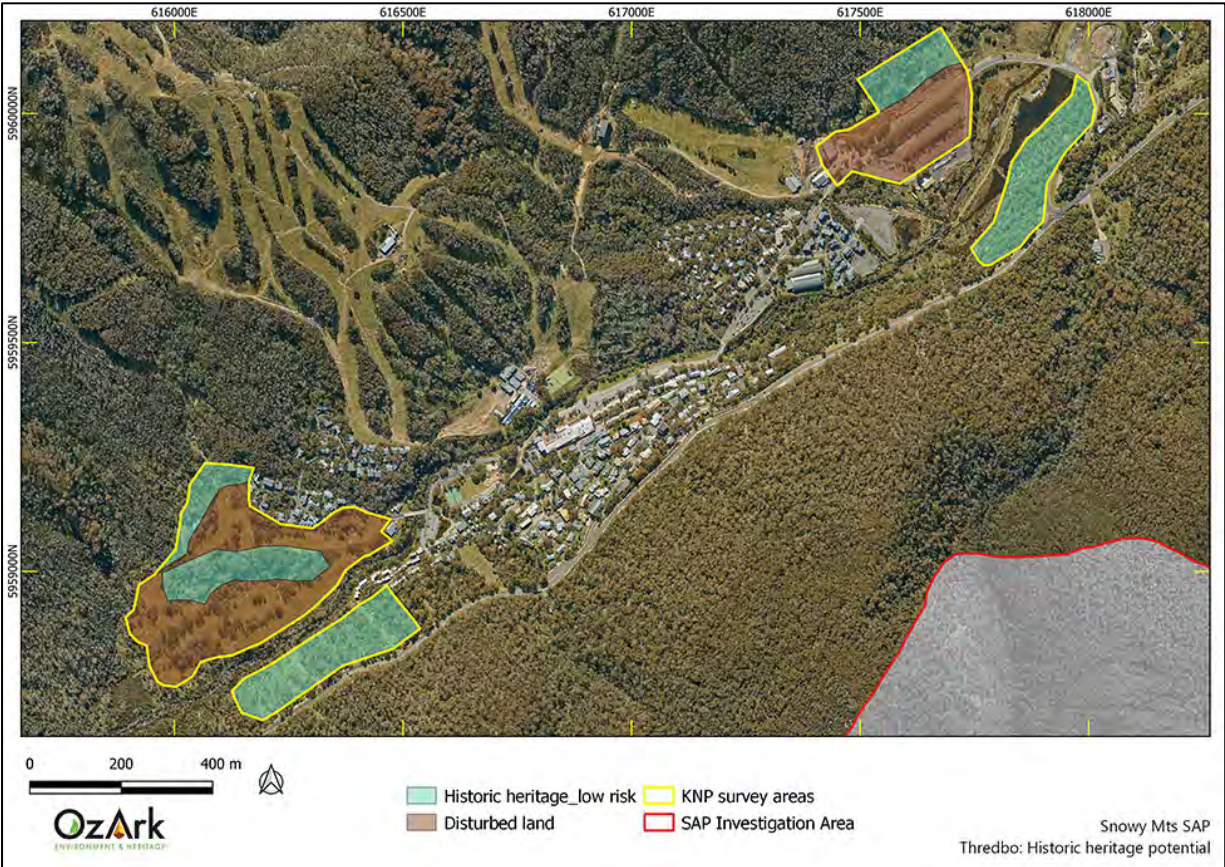 616000E 616500E 617000E 617500E 618000E
5960000N
5959500N
5959000N
0 200 400 m
Historic heritage_low risk KNP survey areas
Disturbed land SAP Investigation Area
OzArk
ENVIRONMENT & HERITAGE
Snowy Mts SAP
Thredbo: Historic heritage potential